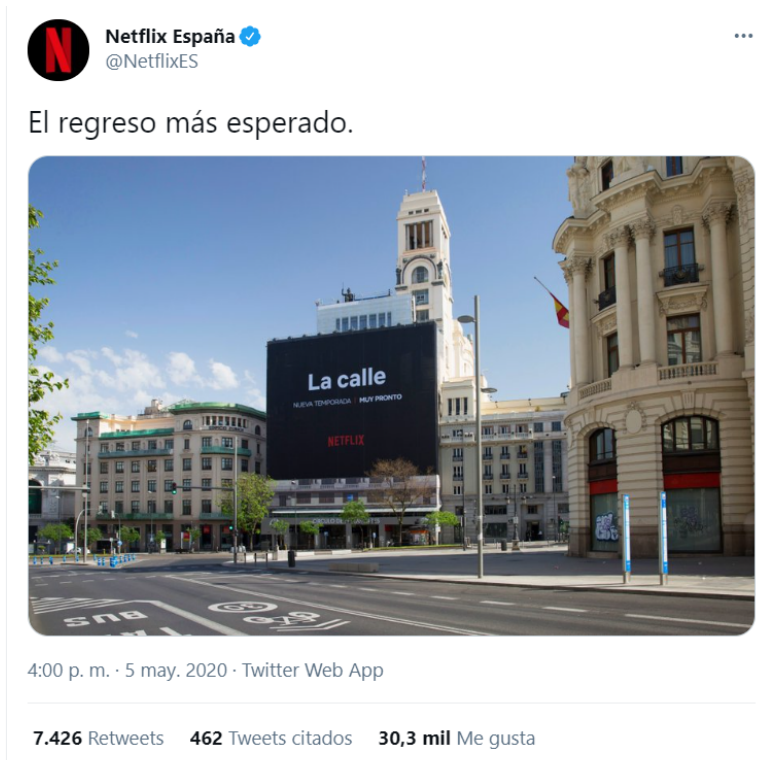 Netflix España
@NetflixES
El regreso más esperado.
La calle
NUEVA TEMPORADA | MUY PRONTO
NETFLIX
BUS
4:00 p. m. · 5 may. 2020 · Twitter Web App
7.426 Retweets 462 Tweets citados 30,3 mil Me gusta